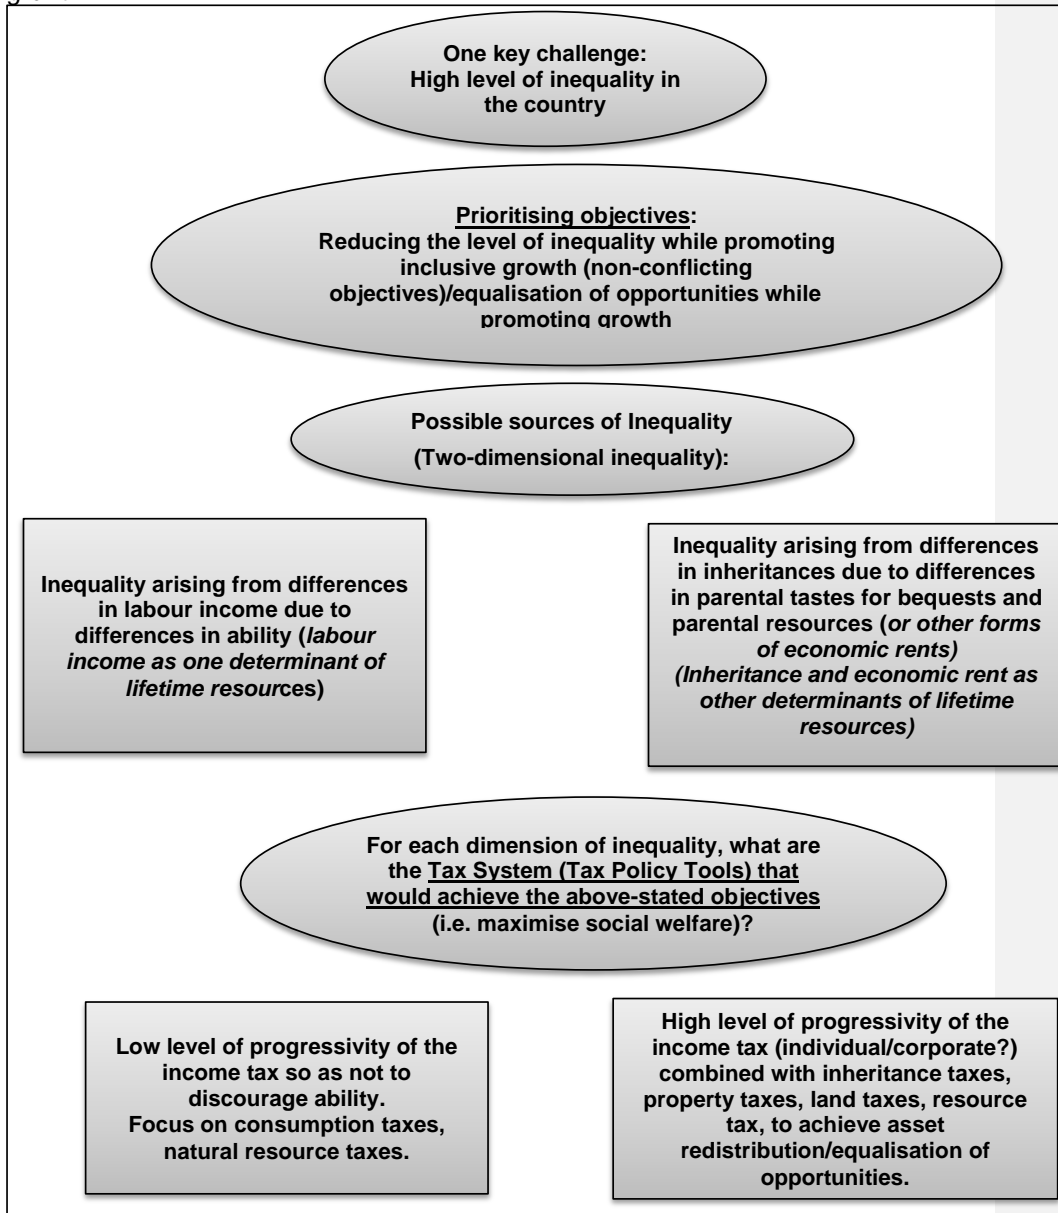 One key challenge:
High level of inequality in
the country
Prioritising objectives:
Reducing the level of inequality while promoting
inclusive growth (non-conflicting
objectives)/equalisation of opportunities while
promoting growth
Possible sources of Inequality
(Two-dimensional inequality):
Inequality arising from differences
in labour income due to
differences in ability (labour
income as one determinant of
lifetime resources)
Inequality arising from differences
in inheritances due to differences
in parental tastes for bequests and
parental resources (or other forms
of economic rents)
(Inheritance and economic rent as
other determinants of lifetime
resources)
For each dimension of inequality, what are
the Tax System (Tax Policy Tools) that
would achieve the above-stated objectives
(i.e. maximise social welfare)?
Low level of progressivity of the
income tax so as not to
discourage ability.
Focus on consumption taxes,
natural resource taxes.
High level of progressivity of the
income tax (individual/corporate?)
combined with inheritance taxes,
property taxes, land taxes, resource
tax, to achieve asset
redistribution/equalisation of
opportunities.